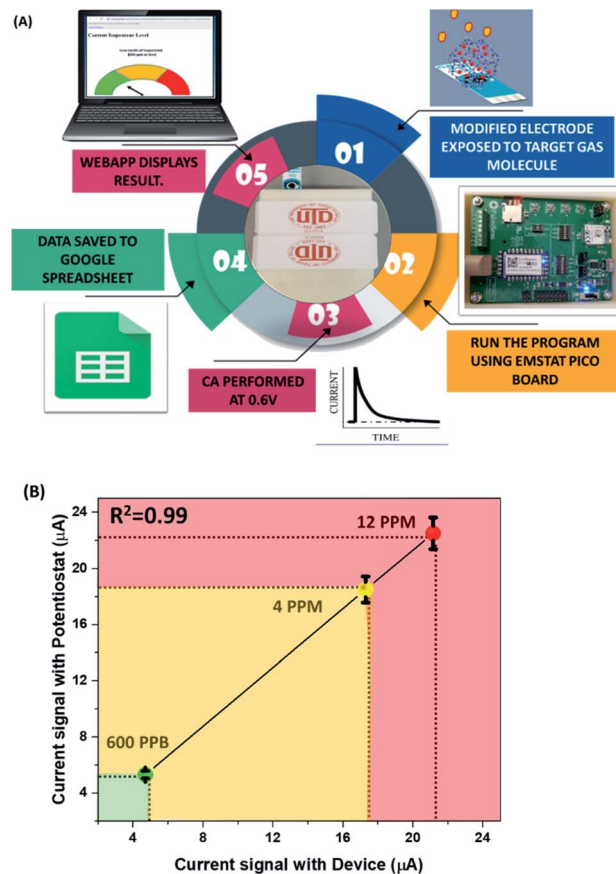 (A)
Current Isopentane Level
01
MODIFIED ELECTRODE
EXPOSED TO TARGET GAS
MOLECULE
05
WEBAPP DISPLAYS
RESULT.
UTD
UTD
DATA SAVED TO
GOOGLE
SPREADSHEET
04
02
03
RUN THE PROGRAM
USING EMSTAT PICO
BOARD
CA PERFORMED
AT 0.6V
CURRENT
TIME
(B)
R²=0.99
12 PPM
4 PPM
600 PPB
24
20
16
12
8
4
4
8
12
16
20
24
Current signal with Potentiostat (μA)
Current signal with Device (μA)